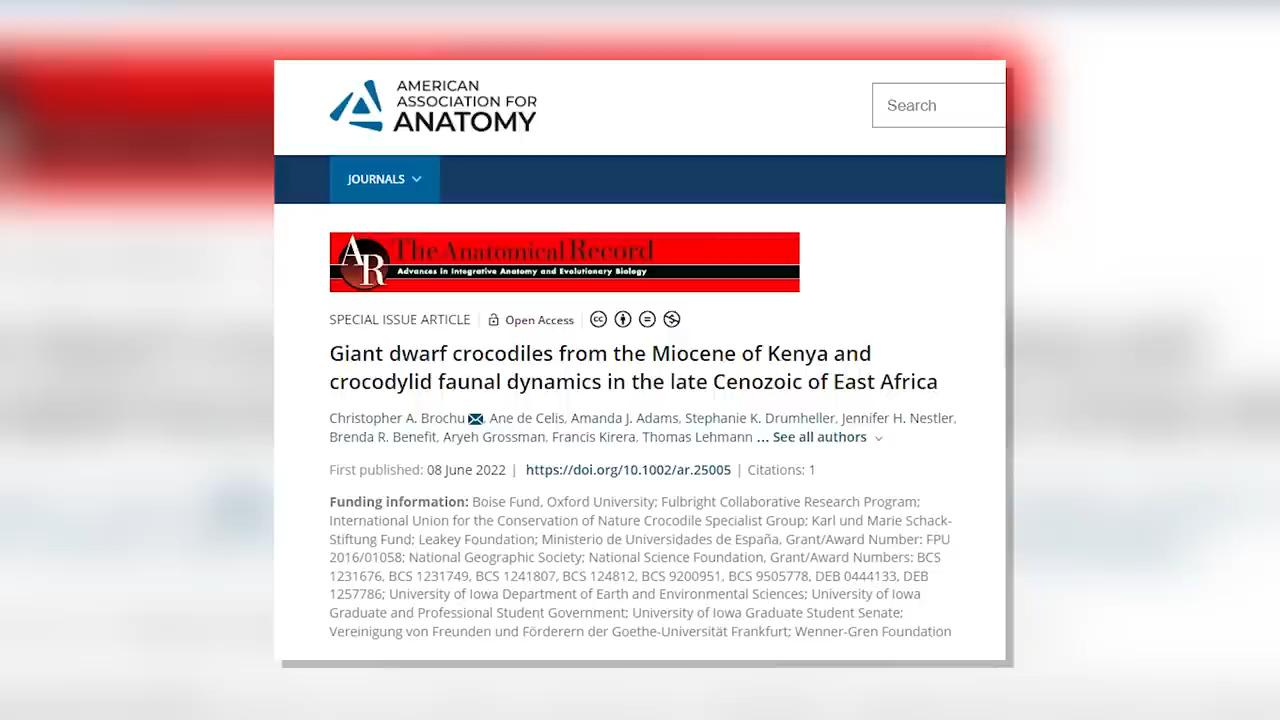 AMERICAN
ASSOCIATION FOR
ANATOMY
Search
JOURNALS
AR
The Anatomical Record
Advances in Integrative Anatomy and Evolutionary Biology
SPECIAL ISSUE ARTICLE
Open Access
cc
Giant dwarf crocodiles from the Miocene of Kenya and
crocodylid faunal dynamics in the late Cenozoic of East Africa
Christopher A. Brochu, Ane de Celis, Amanda J. Adams, Stephanie K. Drumheller, Jennifer H. Nestler,
Brenda R. Benefit, Aryeh Grossman, Francis Kirera, Thomas Lehmann ... See all authors
First published: 08 June 2022 | https://doi.org/10.1002/ar.25005 | Citations: 1
Funding information: Boise Fund, Oxford University; Fulbright Collaborative Research Program;
International Union for the Conservation of Nature Crocodile Specialist Group; Karl und Marie Schack-
Stiftung Fund; Leakey Foundation; Ministerio de Universidades de España, Grant/Award Number: FPU
2016/01058; National Geographic Society; National Science Foundation, Grant/Award Numbers: BCS
1231676, BCS 1231749, BCS 1241807, BCS 124812, BCS 9200951, BCS 9505778, DEB 0444133, DEB
1257786; University of Iowa Department of Earth and Environmental Sciences; University of Iowa
Graduate and Professional Student Government; University of Iowa Graduate Student Senate;
Vereinigung von Freunden und Förderern der Goethe-Universität Frankfurt; Wenner-Gren Foundation